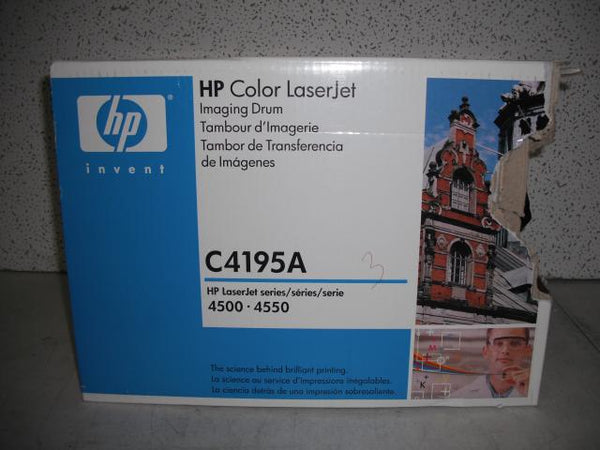 hp
invent
HP Color LaserJet
Imaging Drum
Tambour d'Imagerie
Tambor de Transferencia
de Imágenes
C4195A
3
HP LaserJet series/séries/serie
4500 · 4550
The science behind brilliant printing.
La science au service d'impressions inégalables.
La ciencia detrás de una impresión sobresaliente.
M
K